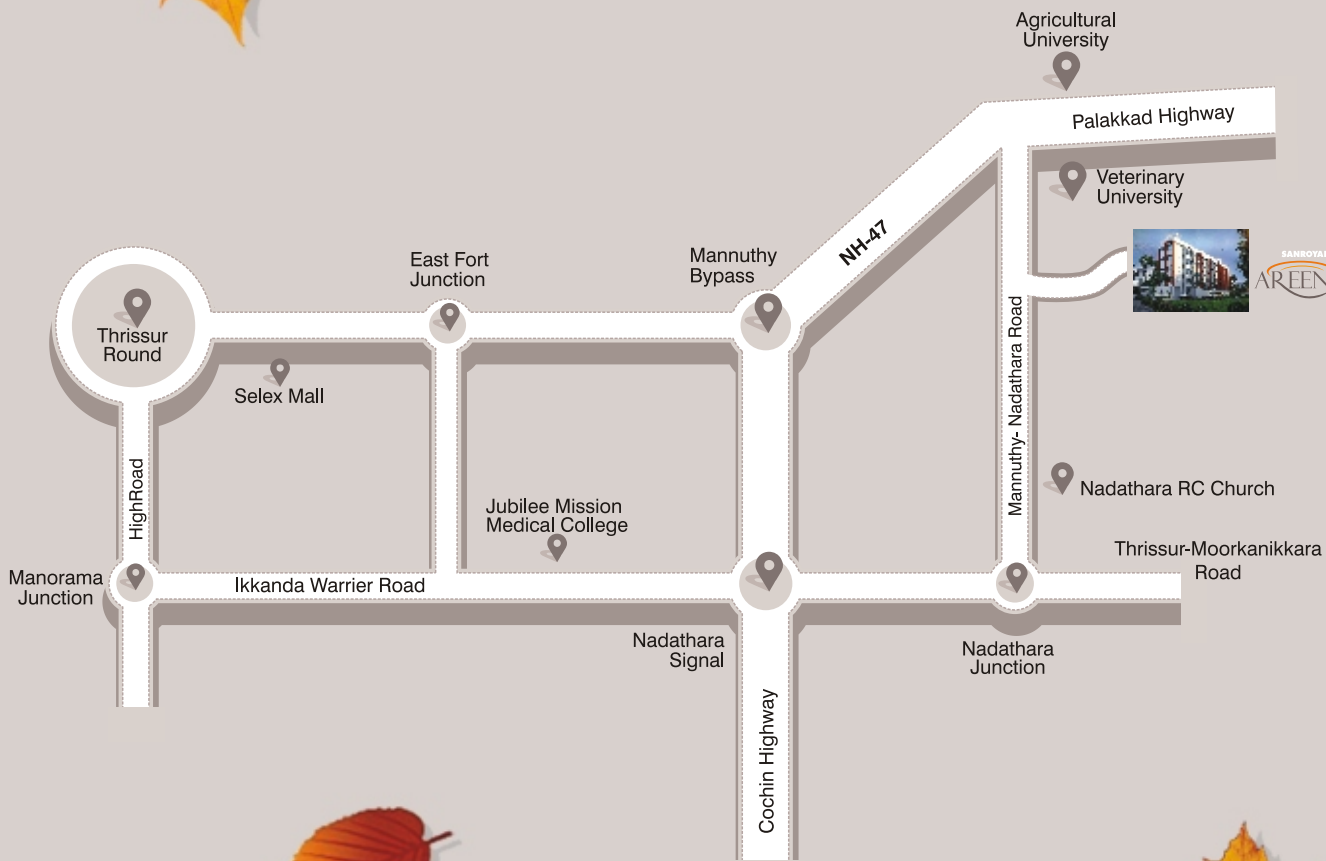 Agricultural
University
Palakkad Highway
Veterinary
University
NH-47
SANROYAL
AREEN
Mannuthy
Bypass
East Fort
Junction
Thrissur
Round
Selex Mall
HighRoad
Mannuthy- Nadathara Road
Nadathara RC Church
Jubilee Mission
Medical College
Thrissur-Moorkanikkara
Road
Manorama
Junction
Ikkanda Warrier Road
Nadathara
Signal
Nadathara
Junction
Cochin Highway